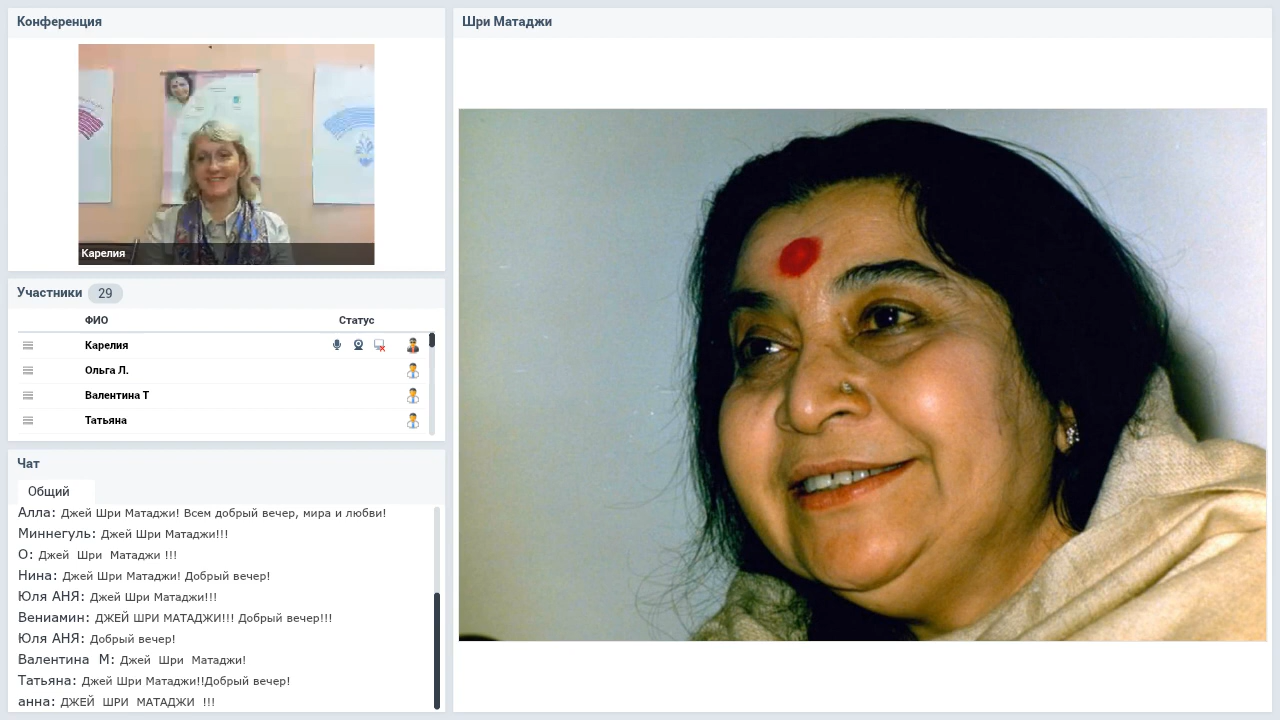 Конференция
Карелия
Участники 29
ФИО Статус
Карелия
Ольга Л.
Валентина Т
Татьяна
Чат
Общий
Алла: Джей Шри Матаджи! Всем добрый вечер, мира и любви!
Миннегуль: Джей Шри Матаджи!!!
О: Джей Шри Матаджи !!!
Нина: Джей Шри Матаджи! Добрый вечер!
Юля АНЯ: Джей Шри Матаджи!!!
Вениамин: ДЖЕЙ ШРИ МАТАДЖИ!!! Добрый вечер!!!
Юля АНЯ: Добрый вечер!
Валентина М: Джей Шри Матаджи!
Татьяна: Джей Шри Матаджи!!Добрый вечер!
анна: ДЖЕЙ ШРИ МАТАДЖИ !!!
Шри Матаджи